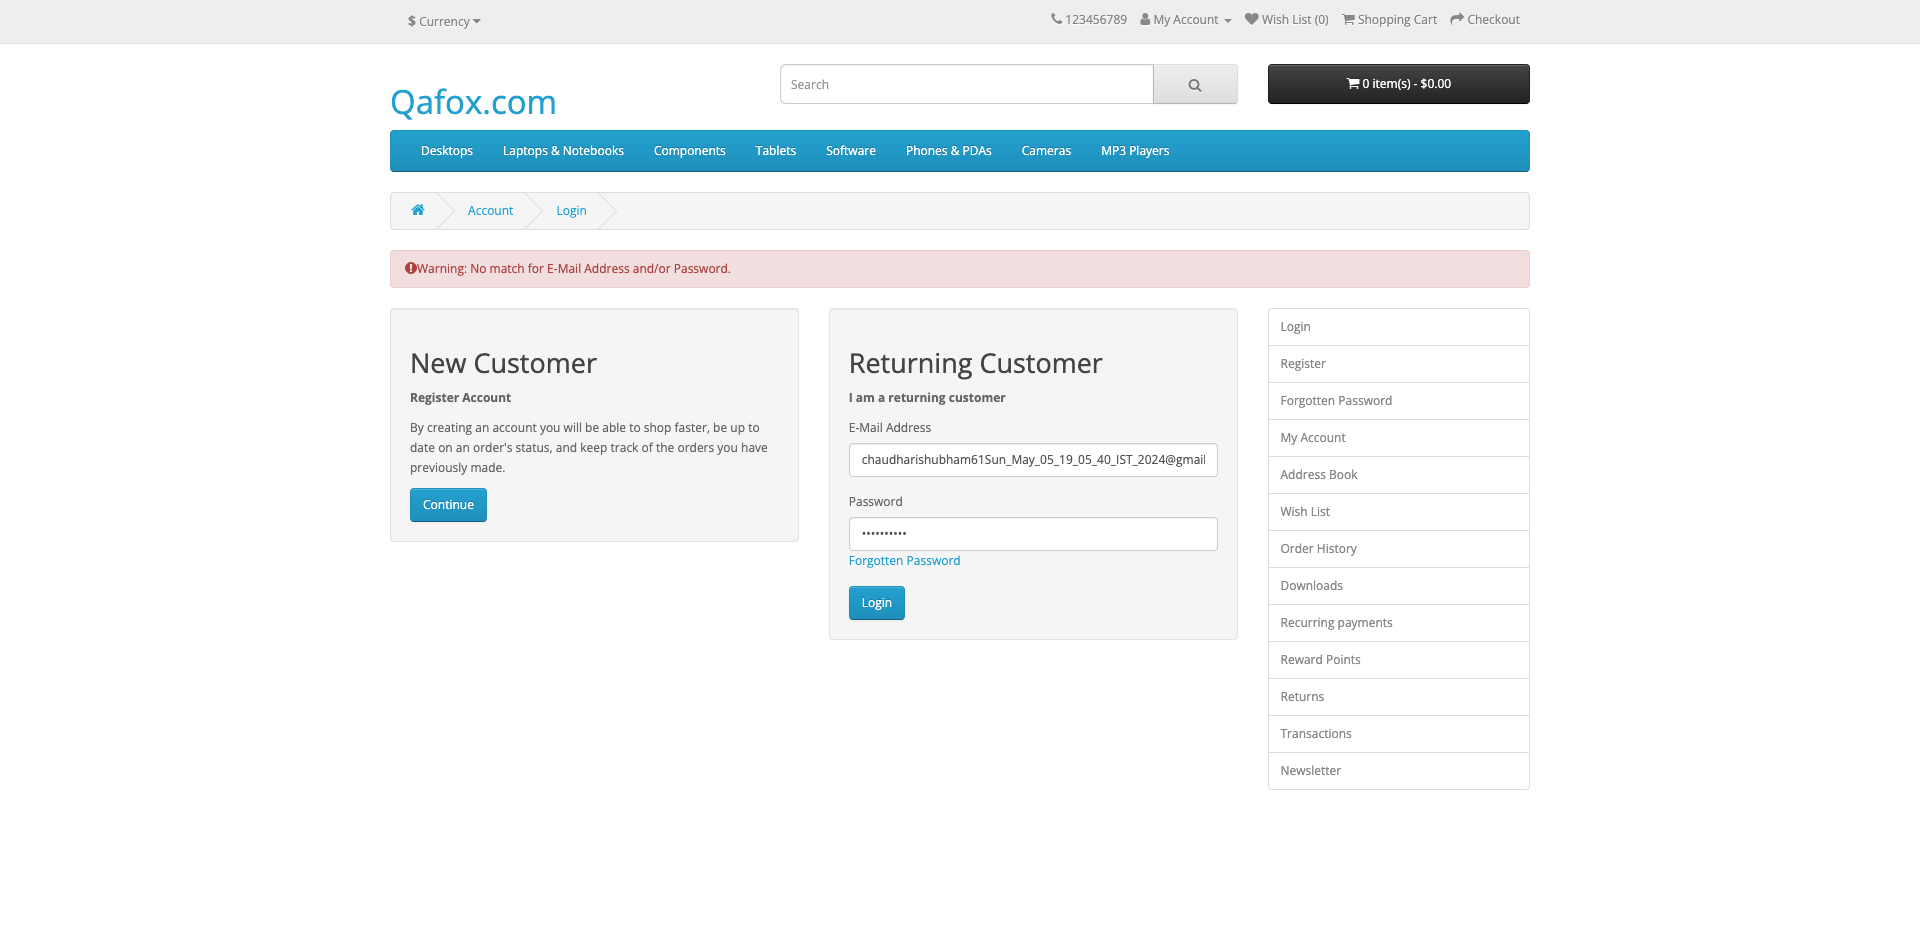 $ Currency
123456789 My Account Wish List (0) Shopping Cart Checkout
Qafox.com
Search
0 item(s) - $0.00
Desktops Laptops & Notebooks Components Tablets Software Phones & PDAs Cameras MP3 Players
Account Login
Warning: No match for E-Mail Address and/or Password.
New Customer
Register Account
By creating an account you will be able to shop faster, be up to
date on an order's status, and keep track of the orders you have
previously made.
Continue
Returning Customer
I am a returning customer
E-Mail Address
chaudharishubham61Sun_May_05_19_05_40_IST_2024@gmail
Password
••••••••••
Forgotten Password
Login
Login
Register
Forgotten Password
My Account
Address Book
Wish List
Order History
Downloads
Recurring payments
Reward Points
Returns
Transactions
Newsletter